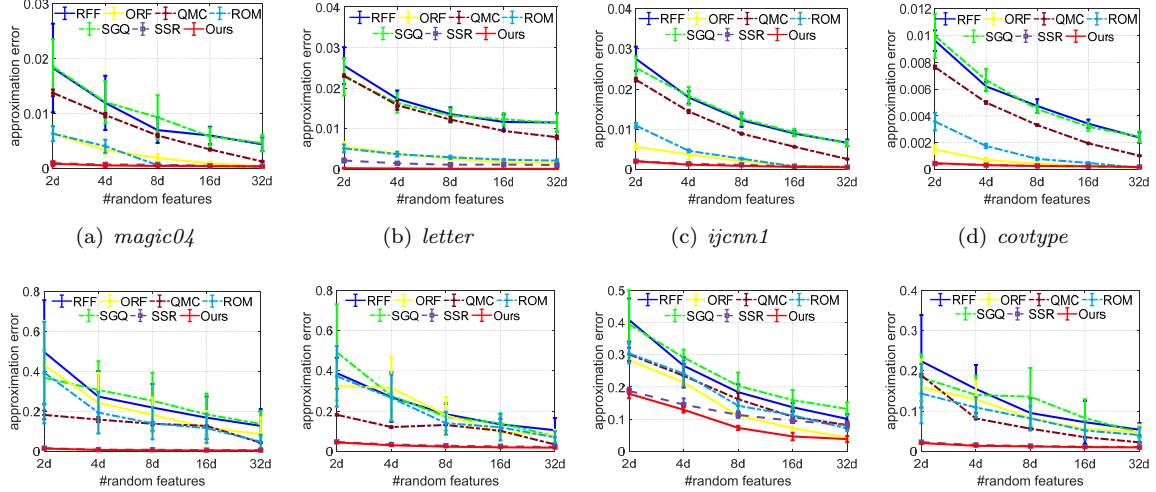 0.03 0.02 0.01 0
approximation error
RFF ORF QMC ROM
SGQ SSR Ours
2d 4d 8d 16d 32d
#random features
(a) magic04
0.04 0.03 0.02 0.01 0
approximation error
RFF ORF QMC ROM
SGQ SSR Ours
2d 4d 8d 16d 32d
#random features
(b) letter
0.04 0.03 0.02 0.01 0
approximation error
RFF ORF QMC ROM
SGQ SSR Ours
2d 4d 8d 16d 32d
#random features
(c) ijcnn1
0.012 0.01 0.008 0.006 0.004 0.002 0
approximation error
RFF ORF QMC ROM
SGQ SSR Ours
2d 4d 8d 16d 32d
#random features
(d) covtype
0.8 0.6 0.4 0.2 0
approximation error
RFF ORF QMC ROM
SGQ SSR Ours
2d 4d 8d 16d 32d
#random features
0.8 0.6 0.4 0.2 0
approximation error
RFF ORF QMC ROM
SGQ SSR Ours
2d 4d 8d 16d 32d
#random features
0.5 0.4 0.3 0.2 0.1 0
approximation error
RFF ORF QMC ROM
SGQ SSR Ours
2d 4d 8d 16d 32d
#random features
0.4 0.3 0.2 0.1 0
approximation error
RFF ORF QMC ROM
SGQ SSR Ours
2d 4d 8d 16d 32d
#random features